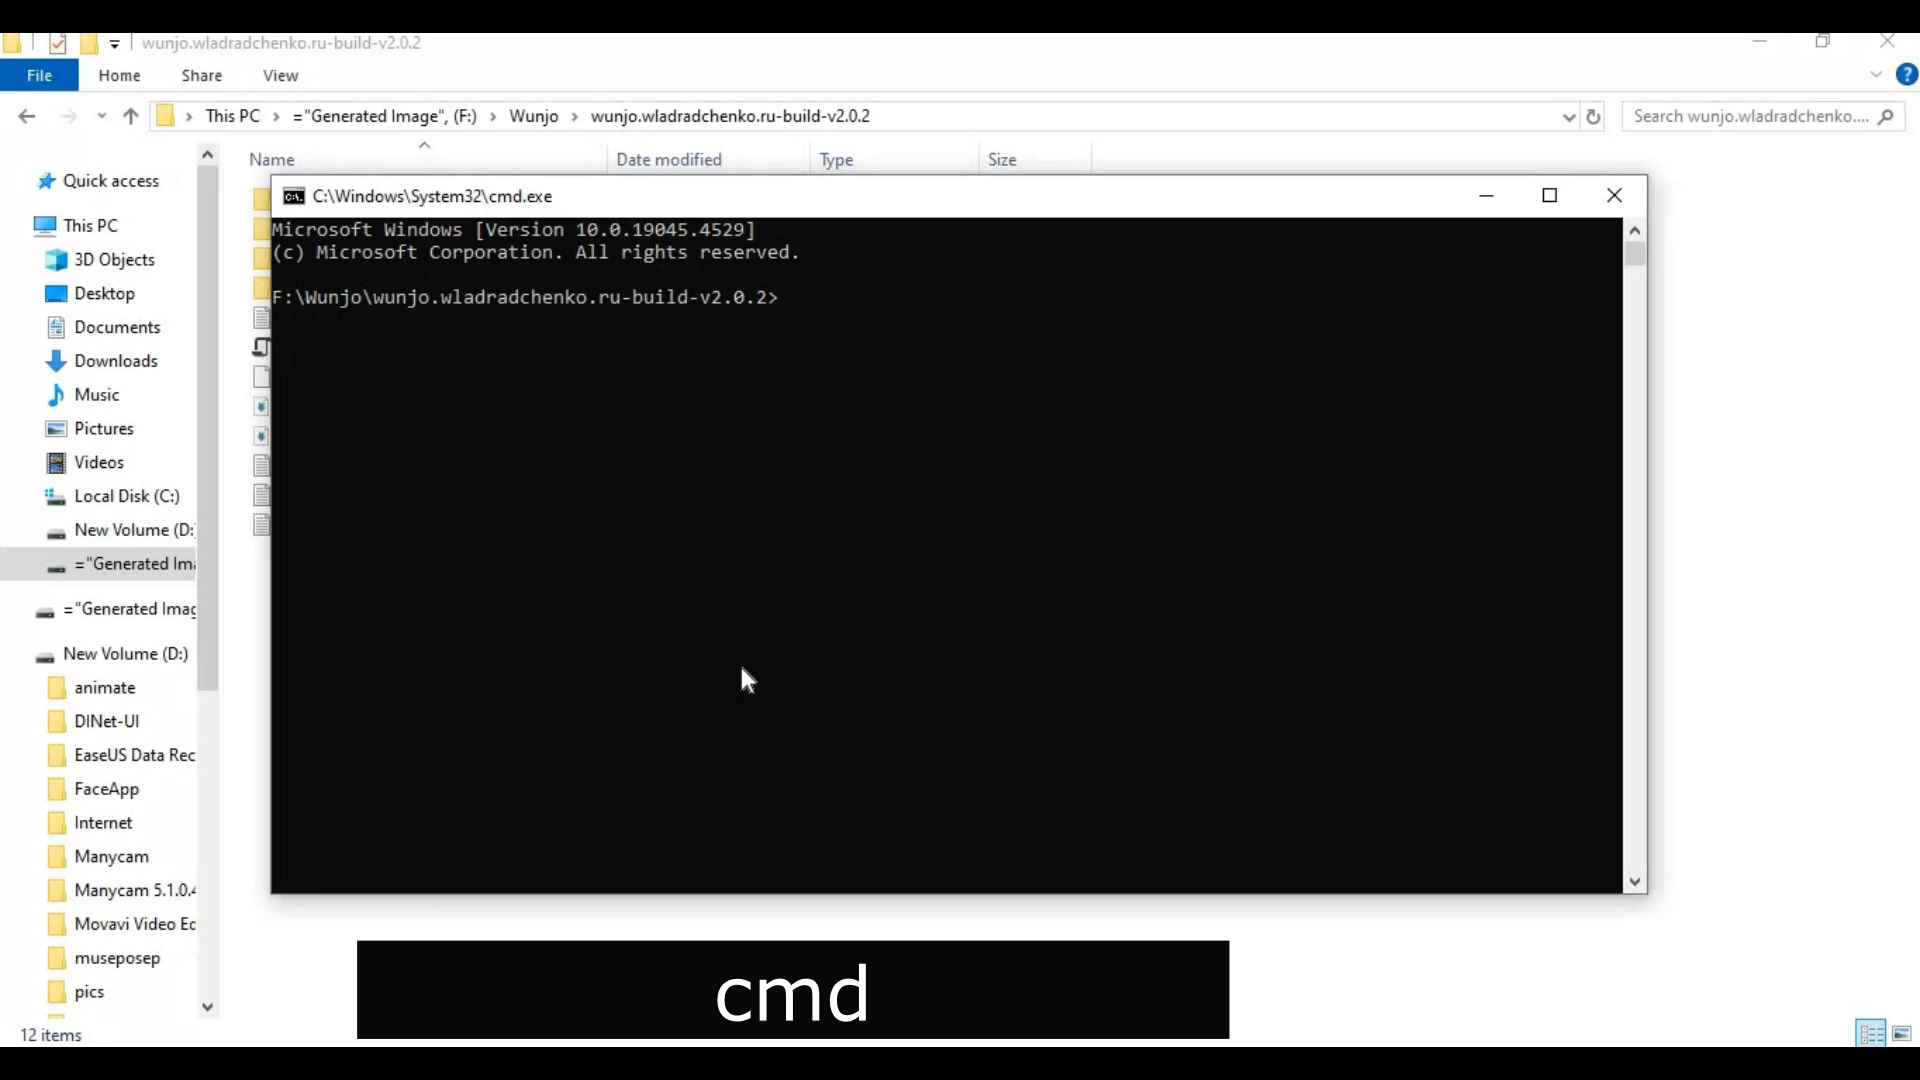 wunjo.wladradchenko.ru-build-v2.0.2
File Home Share View
This PC ="Generated Image", (F:) Wunjo wunjo.wladradchenko.ru-build-v2.0.2 Search wunjo.wladradchenko....
Name Date modified Type Size
Quick access
This PC
3D Objects
Desktop
Documents
Downloads
Music
Pictures
Videos
Local Disk (C:)
New Volume (D:
="Generated Ima
="Generated Imag
New Volume (D:)
animate
DINet-UI
EaseUS Data Rec
FaceApp
Internet
Manycam
Manycam 5.1.0.4
Movavi Video Ed
museposep
pics
12 items
C:\Windows\System32\cmd.exe
Microsoft Windows [Version 10.0.19045.4529]
(c) Microsoft Corporation. All rights reserved.
F:\Wunjo\wunjo.wladradchenko.ru-build-v2.0.2>
cmd